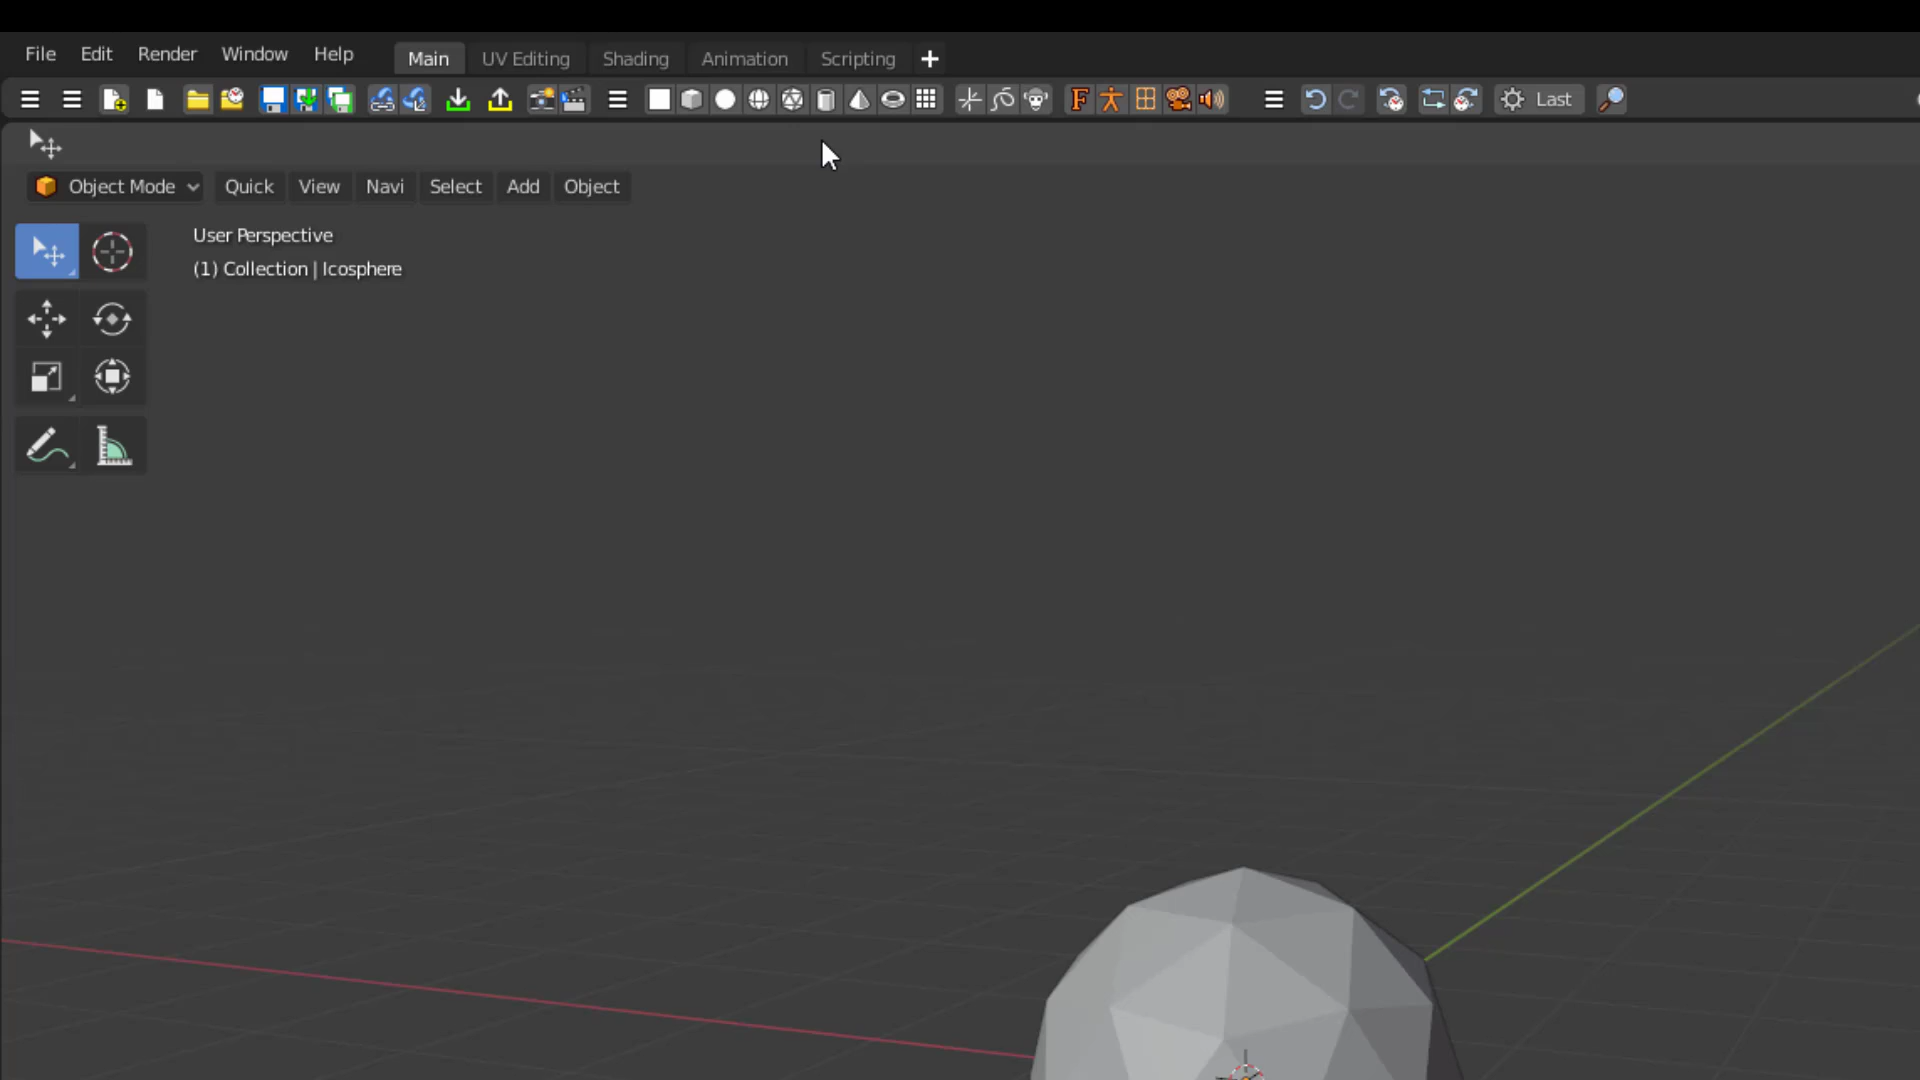 File Edit Render Window Help Main UV Editing Shading Animation Scripting +
F Last
Object Mode Quick View Navi Select Add Object
User Perspective
(1) Collection | Icosphere